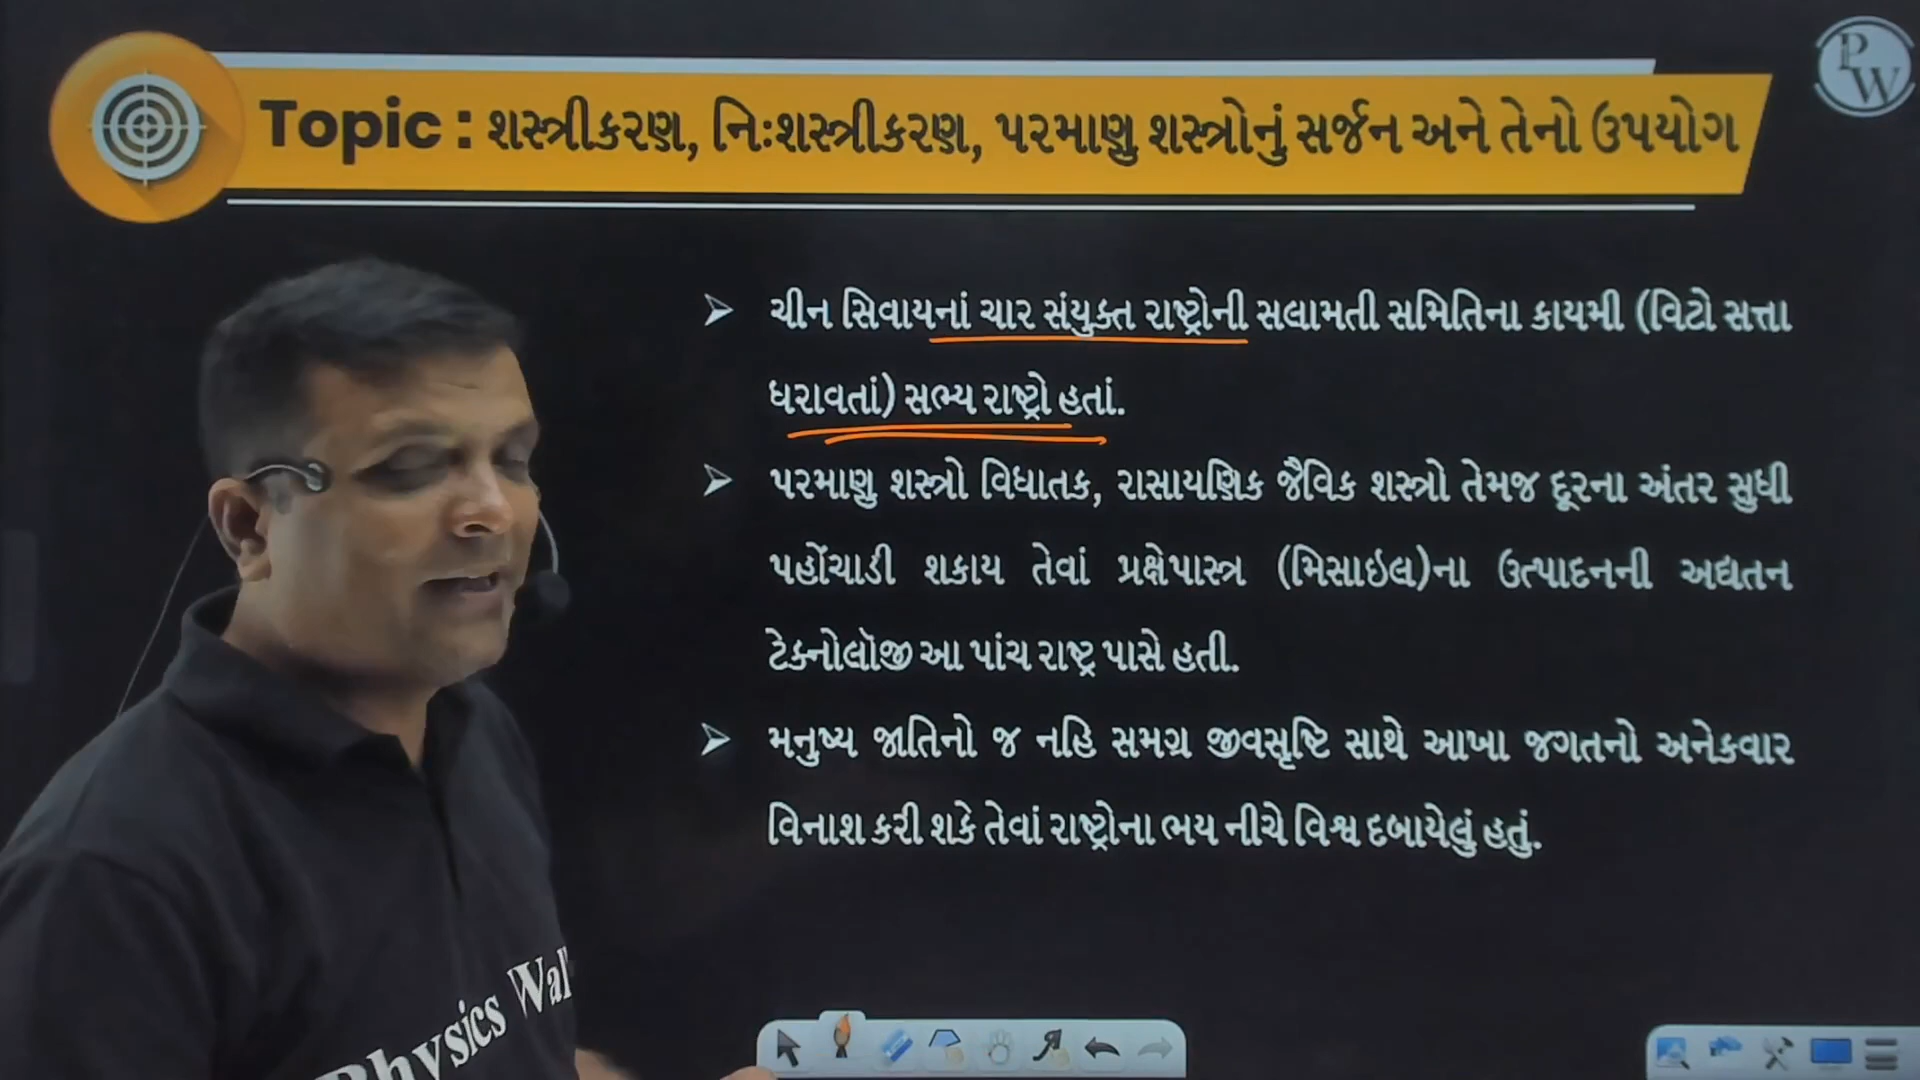 PW
Topic : શસ્ત્રીકરણ, નિઃશસ્ત્રીકરણ, પરમાણુ શસ્ત્રોનું સર્જન અને તેનો ઉપયોગ
➢ ચીન સિવાયનાં ચાર સંયુક્ત રાષ્ટ્રોની સલામતી સમિતિના કાયમી (વિટો સત્તા
ધરાવતાં) સભ્ય રાષ્ટ્રો હતાં.
➢ પરમાણુ શસ્ત્રો વિઘાતક, રાસાયણિક જૈવિક શસ્ત્રો તેમજ દૂરના અંતર સુધી
પહોંચાડી શકાય તેવાં પ્રક્ષેપાસ્ત્ર (મિસાઇલ)ના ઉત્પાદનની અદ્યતન
ટેક્નોલૉજી આ પાંચ રાષ્ટ્ર પાસે હતી.
➢ મનુષ્ય જાતિનો જ નહિ સમગ્ર જીવસૃષ્ટિ સાથે આખા જગતનો અનેકવાર
વિનાશ કરી શકે તેવાં રાષ્ટ્રોના ભય નીચે વિશ્વ દબાયેલું હતું.
Physics Wal